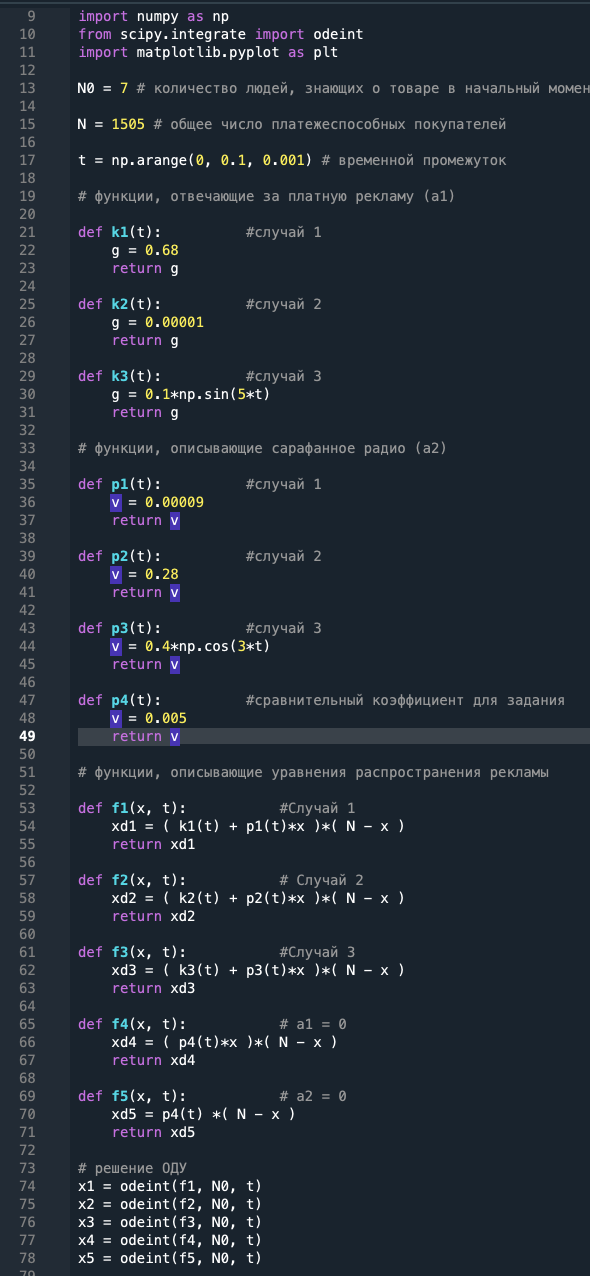 9 import numpy as np
10 from scipy.integrate import odeint
11 import matplotlib.pyplot as plt
12
13 N0 = 7 # количество людей, знающих о товаре в начальный
14
15 N = 1505 # общее число платежеспособных покупателей
16
17 t = np.arange(0, 0.1, 0.001) # временной промежуток
18
19 # функции, отвечающие за платную рекламу (a1)
20
21 def k1(t): #случай 1
22 g = 0.68
23 return g
24
25 def k2(t): #случай 2
26 g = 0.00001
27 return g
28
29 def k3(t): #случай 3
30 g = 0.1*np.sin(5*t)
31 return g
32
33 # функции, описывающие сарафанное радио (a2)
34
35 def p1(t): #случай 1
36 v = 0.00009
37 return v
38
39 def p2(t): #случай 2
40 v = 0.28
41 return v
42
43 def p3(t): #случай 3
44 v = 0.4*np.cos(3*t)
45 return v
46
47 def p4(t): #сравнительный коэффициент для задания
48 v = 0.005
49 return v
50
51 # функции, описывающие уравнения распространения рекламы
52
53 def f1(x, t): #Случай 1
54 xd1 = ( k1(t) + p1(t)*x )*( N - x )
55 return xd1
56
57 def f2(x, t): # Случай 2
58 xd2 = ( k2(t) + p2(t)*x )*( N - x )
59 return xd2
60
61 def f3(x, t): #Случай 3
62 xd3 = ( k3(t) + p3(t)*x )*( N - x )
63 return xd3
64
65 def f4(x, t): # a1 = 0
66 xd4 = ( p4(t)*x )*( N - x )
67 return xd4
68
69 def f5(x, t): # a2 = 0
70 xd5 = p4(t) *( N - x )
71 return xd5
72
73 # решение ОДУ
74 x1 = odeint(f1, N0, t)
75 x2 = odeint(f2, N0, t)
76 x3 = odeint(f3, N0, t)
77 x4 = odeint(f4, N0, t)
78 x5 = odeint(f5, N0, t)